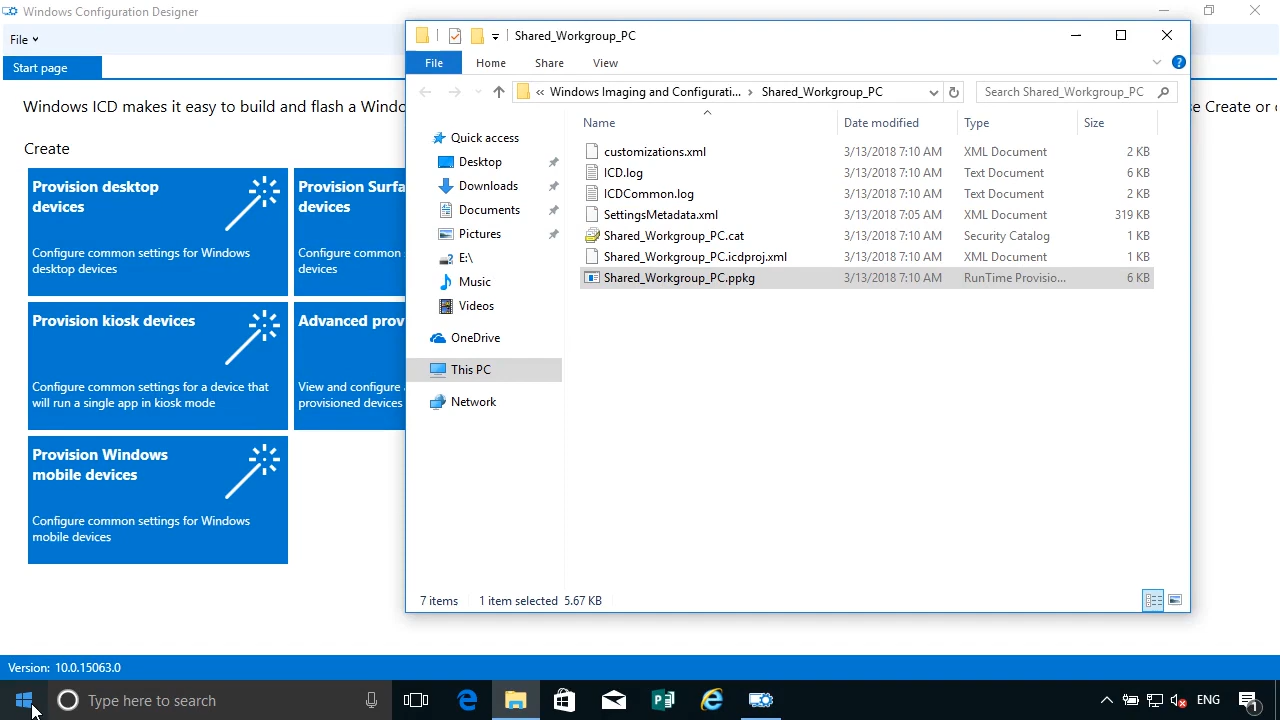 Windows Configuration Designer
File
Start page
Windows ICD makes it easy to build and flash a Windo
se Create or c
Create
Provision desktop
devices
Configure common settings for Windows
desktop devices
Provision Surfa
devices
Configure comm
devices
Provision kiosk devices
Configure common settings for a device that
will run a single app in kiosk mode
Advanced prov
View and configure a
provisioned devices
Provision Windows
mobile devices
Configure common settings for Windows
mobile devices
Version: 10.0.15063.0
Shared_Workgroup_PC
File Home Share View
« Windows Imaging and Configurati... › Shared_Workgroup_PC
Search Shared_Workgroup_PC
Quick access
Desktop
Downloads
Documents
Pictures
E:\
Music
Videos
OneDrive
This PC
Network
Name Date modified Type Size
customizations.xml 3/13/2018 7:10 AM XML Document 2 KB
ICD.log 3/13/2018 7:10 AM Text Document 6 KB
ICDCommon.log 3/13/2018 7:10 AM Text Document 2 KB
SettingsMetadata.xml 3/13/2018 7:05 AM XML Document 319 KB
Shared_Workgroup_PC.cat 3/13/2018 7:10 AM Security Catalog 1 KB
Shared_Workgroup_PC.icdproj.xml 3/13/2018 7:10 AM XML Document 1 KB
Shared_Workgroup_PC.ppkg 3/13/2018 7:10 AM RunTime Provisio... 6 KB
7 items 1 item selected 5.67 KB
Type here to search
ENG
1